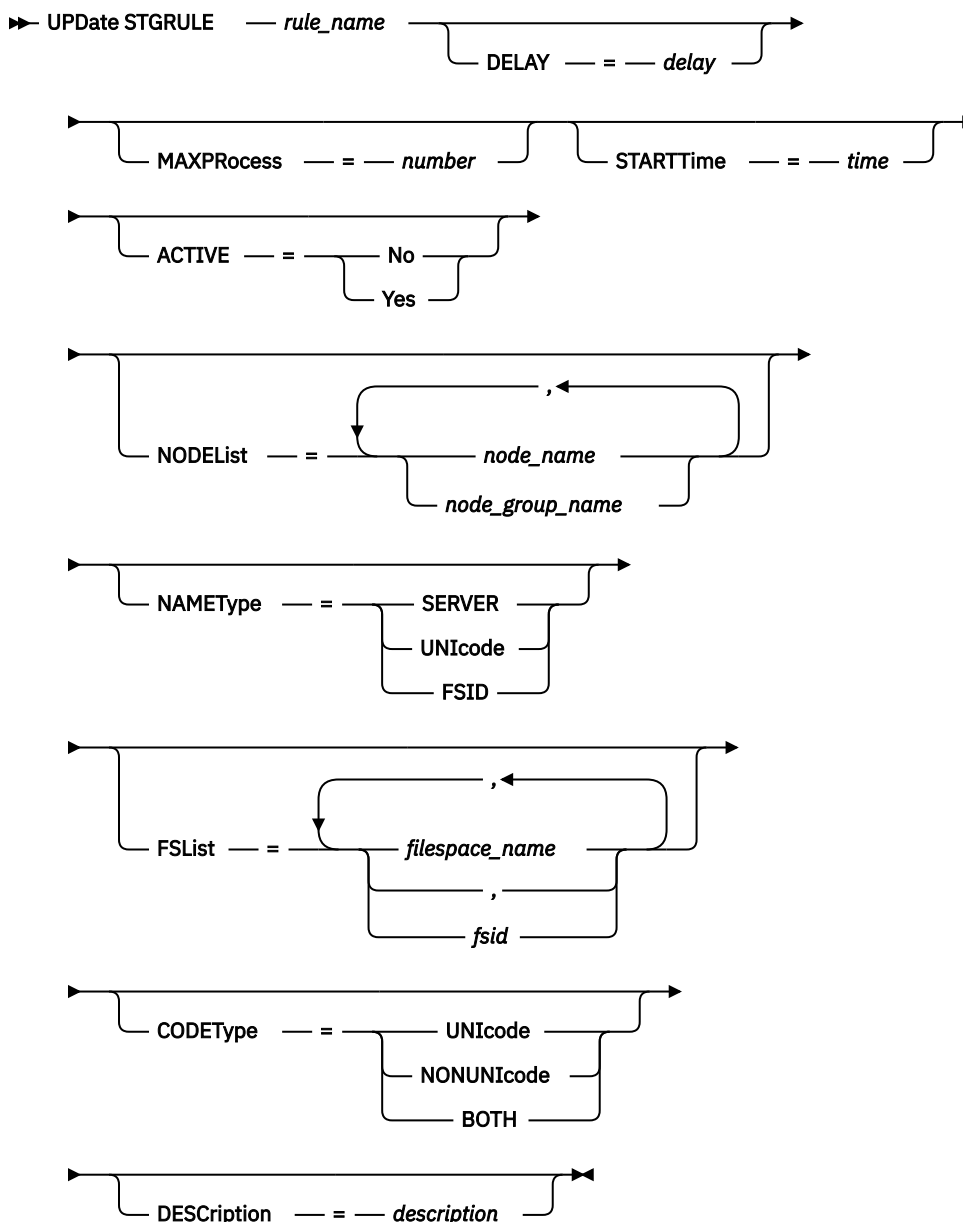 UPDate STGRULE rule_name
DELAY = delay
MAXPRocess = number STARTTime = time
ACTIVE = No
Yes
,
NODEList = node_name
node_group_name
NAMEType = SERVER
UNIcode
FSID
,
FSList = filespace_name
,
fsid
CODEType = UNIcode
NONUNIcode
BOTH
DESCription = description